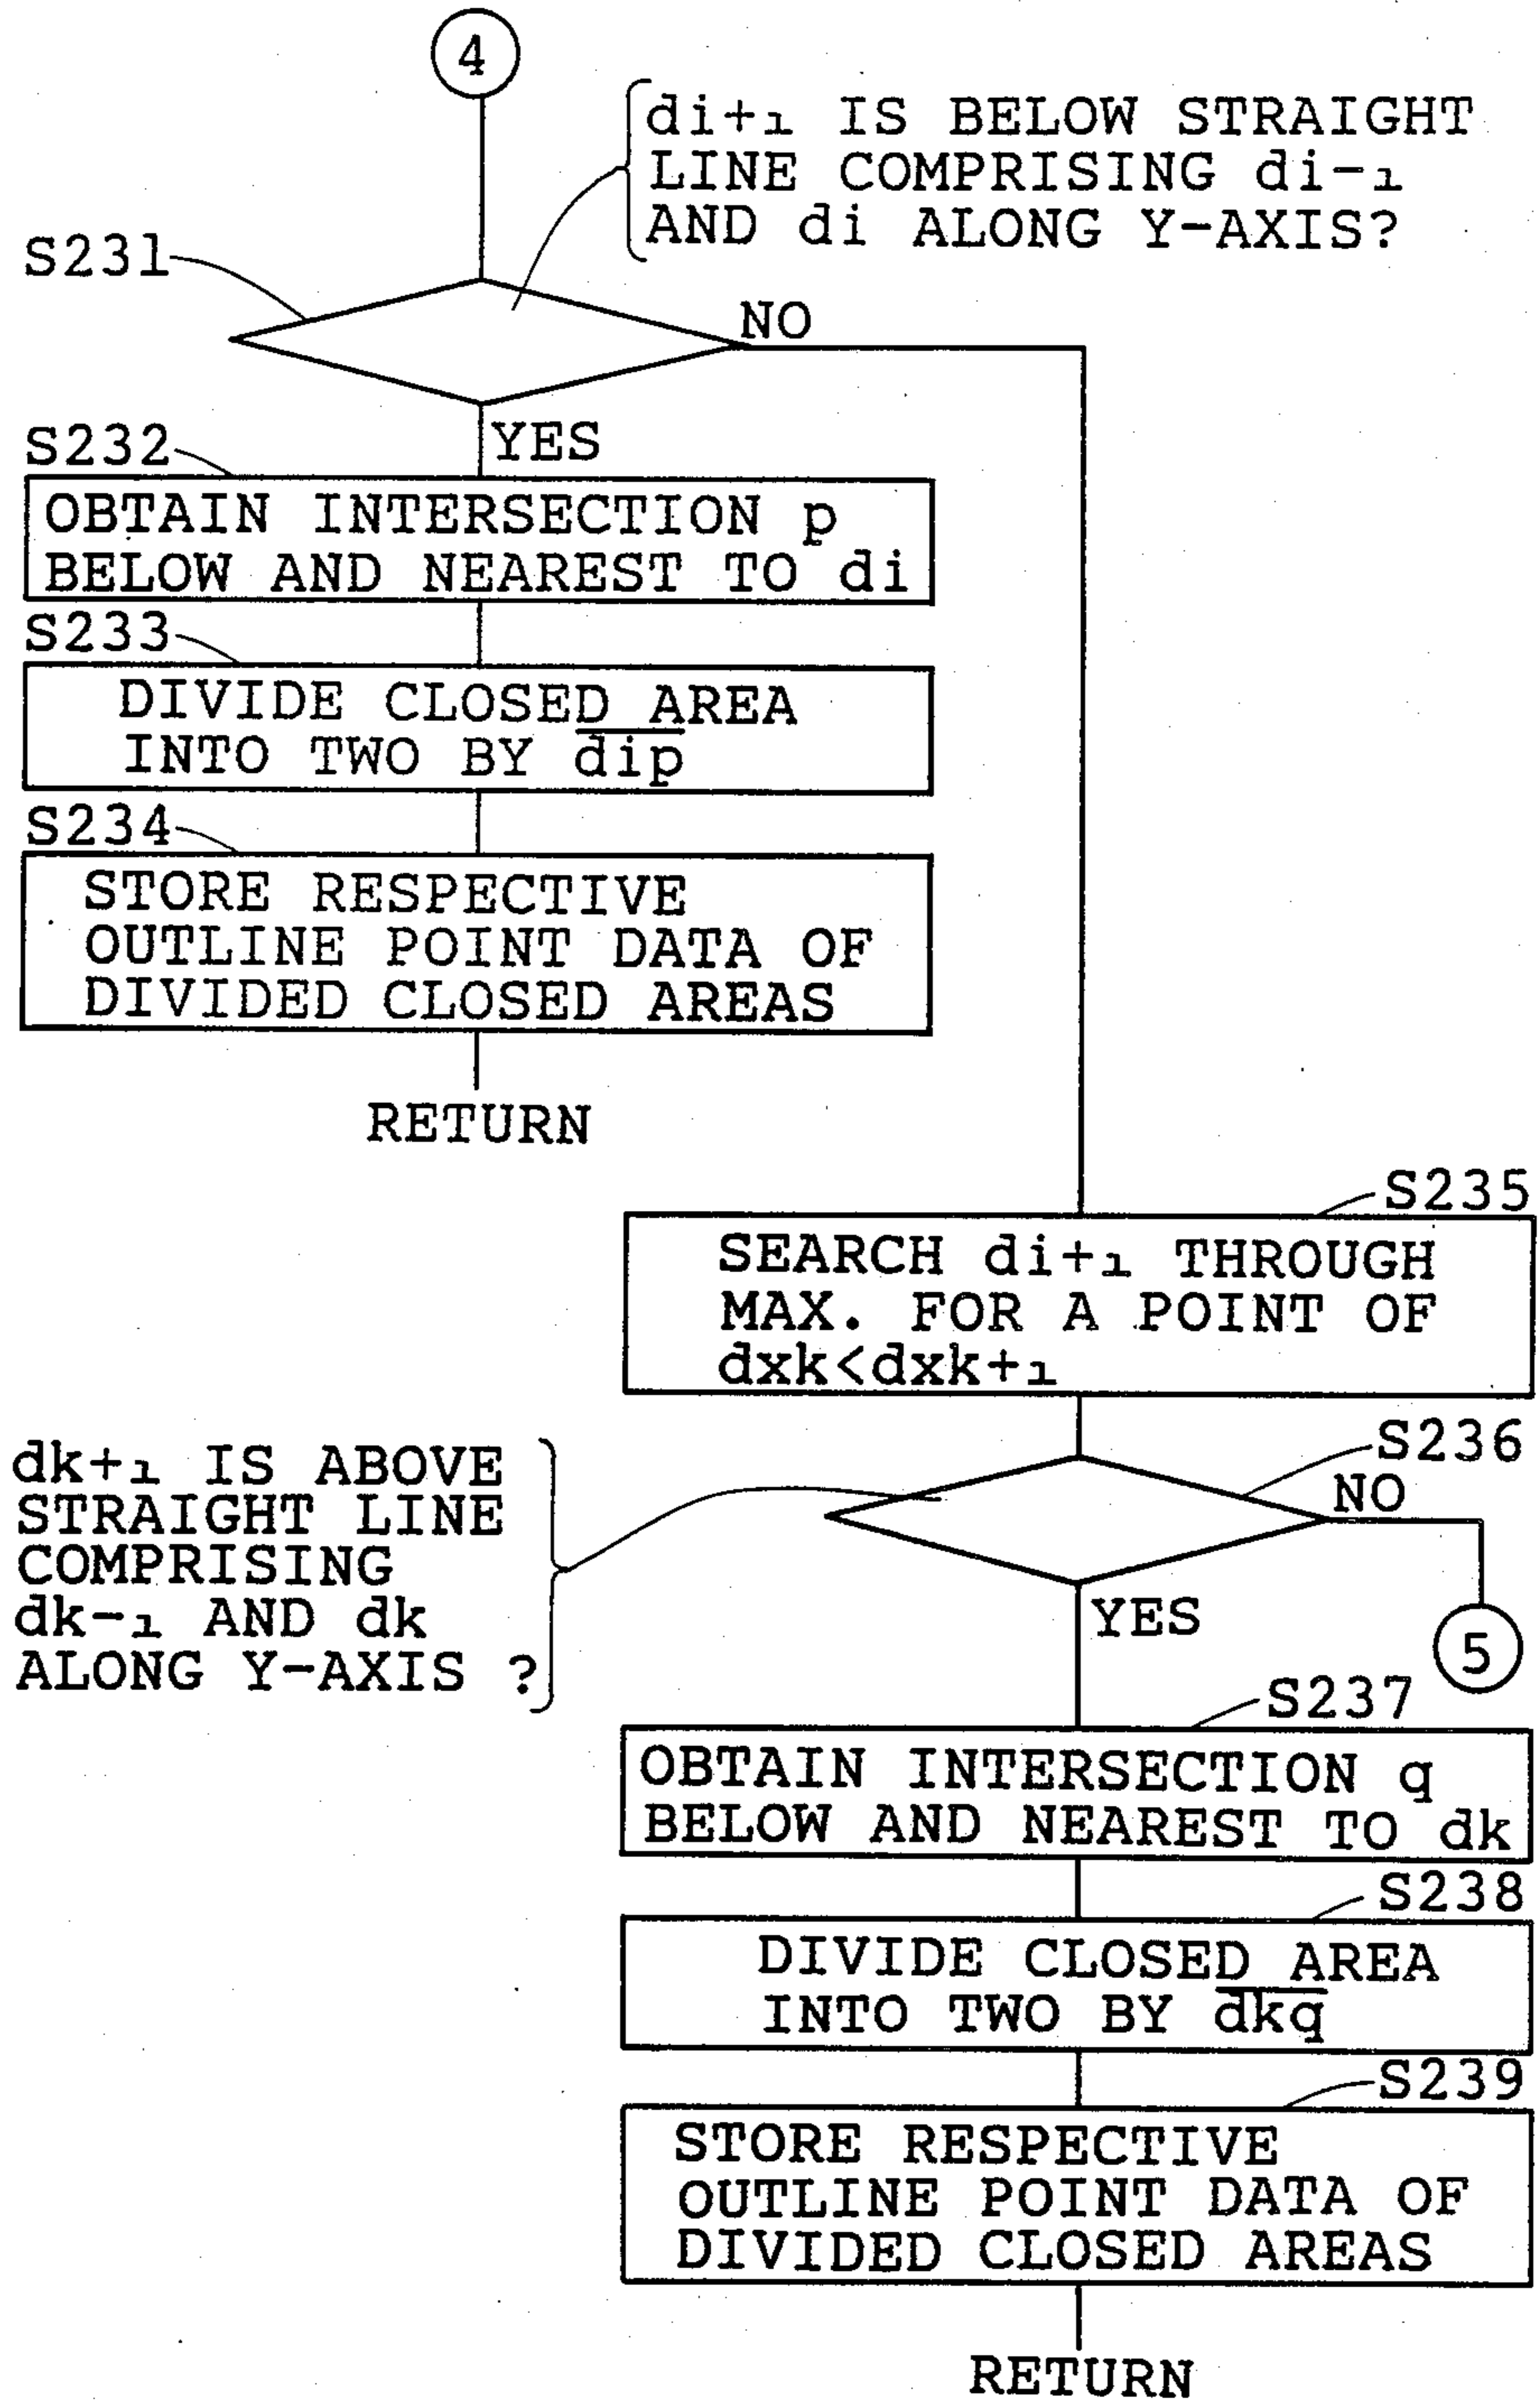 4
di+1 IS BELOW STRAIGHT
LINE COMPRISING di-1
AND di ALONG Y-AXIS?
S231
NO
YES
S232
OBTAIN INTERSECTION p
BELOW AND NEAREST TO di
S233
DIVIDE CLOSED AREA
INTO TWO BY dip
S234
STORE RESPECTIVE
OUTLINE POINT DATA OF
DIVIDED CLOSED AREAS
RETURN
S235
SEARCH di+1 THROUGH
MAX. FOR A POINT OF
dxk<dxk+1
S236
dk+1 IS ABOVE
STRAIGHT LINE
COMPRISING
dk-1 AND dk
ALONG Y-AXIS ?
NO
YES
5
S237
OBTAIN INTERSECTION q
BELOW AND NEAREST TO dk
S238
DIVIDE CLOSED AREA
INTO TWO BY dkq
S239
STORE RESPECTIVE
OUTLINE POINT DATA OF
DIVIDED CLOSED AREAS
RETURN